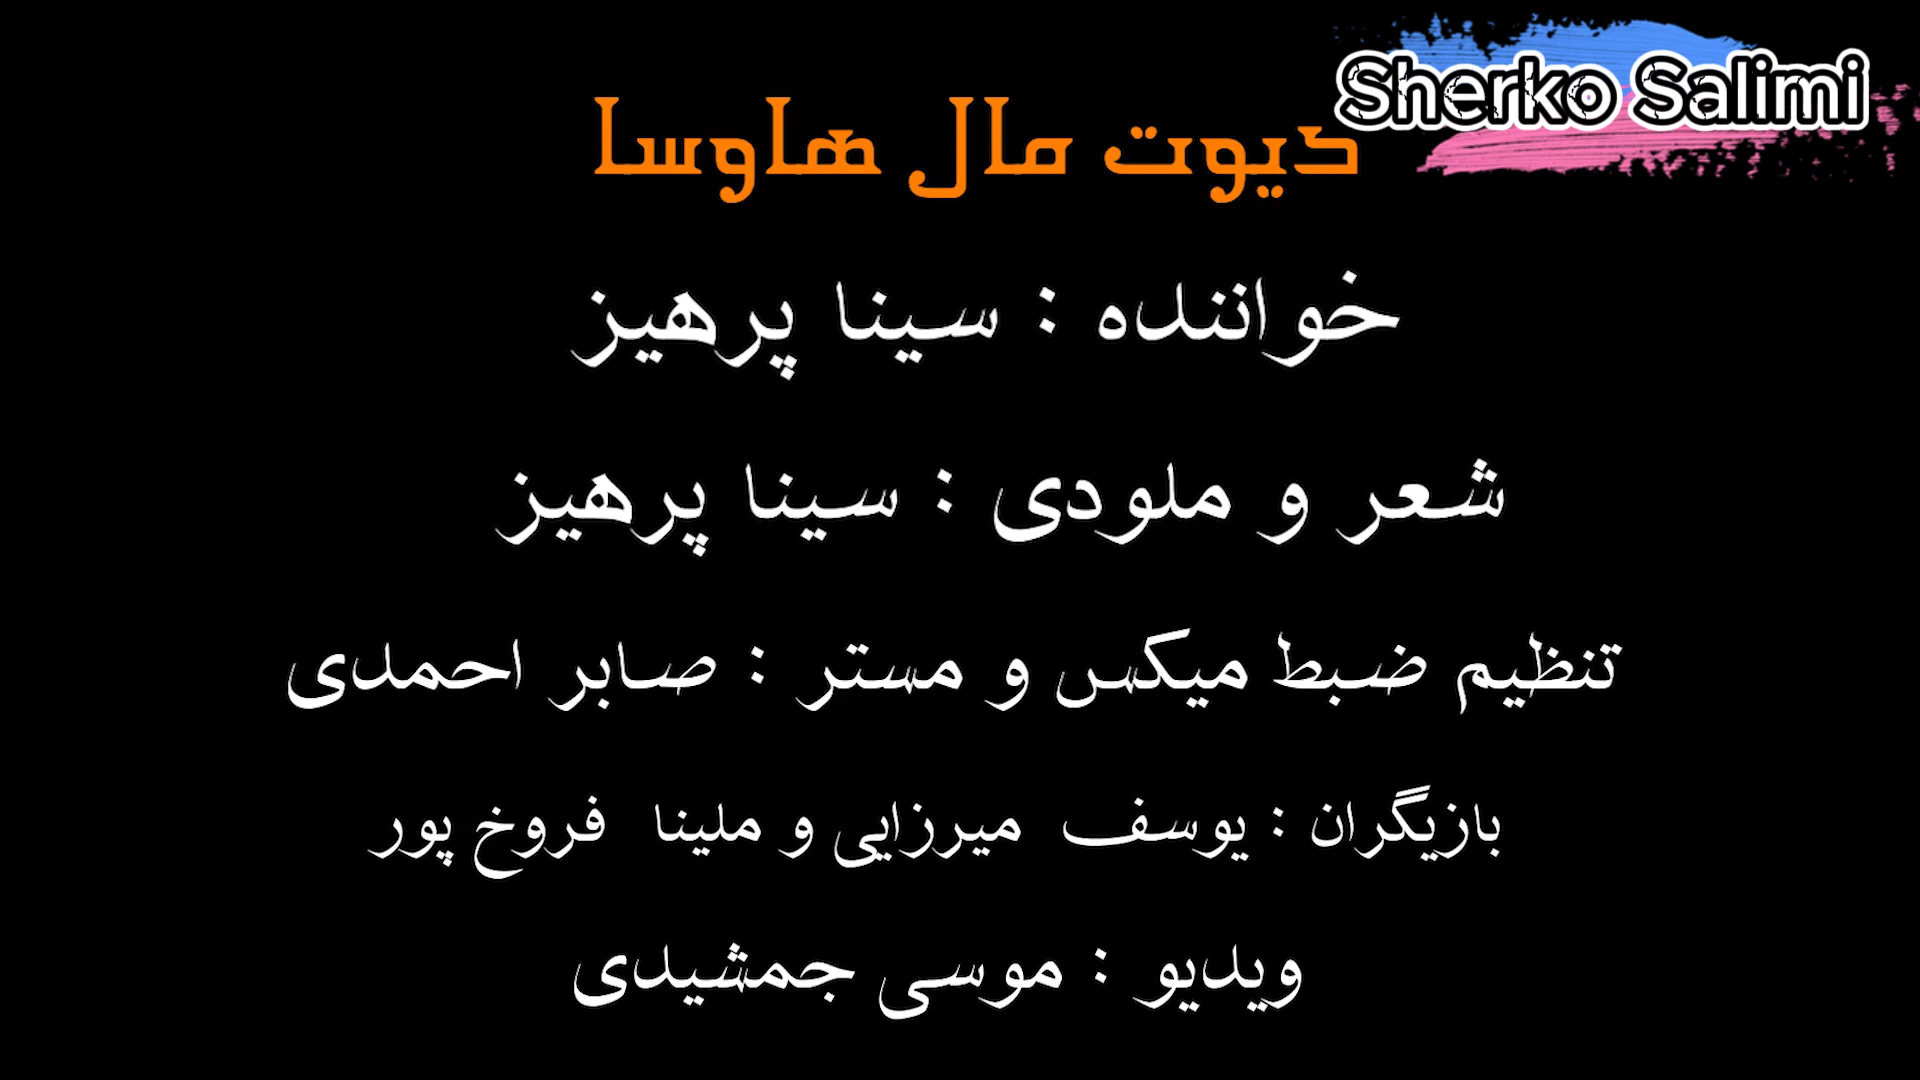 Sherko Salimi
دیوت مال هاوسا
خواننده : سینا پرهیز
شعر و ملودی : سینا پرهیز
تنظیم ضبط میکس و مستر : صابر احمدی
بازیگران : یوسف میرزایی و ملینا فروخ پور
ویدیو : موسی جمشیدی